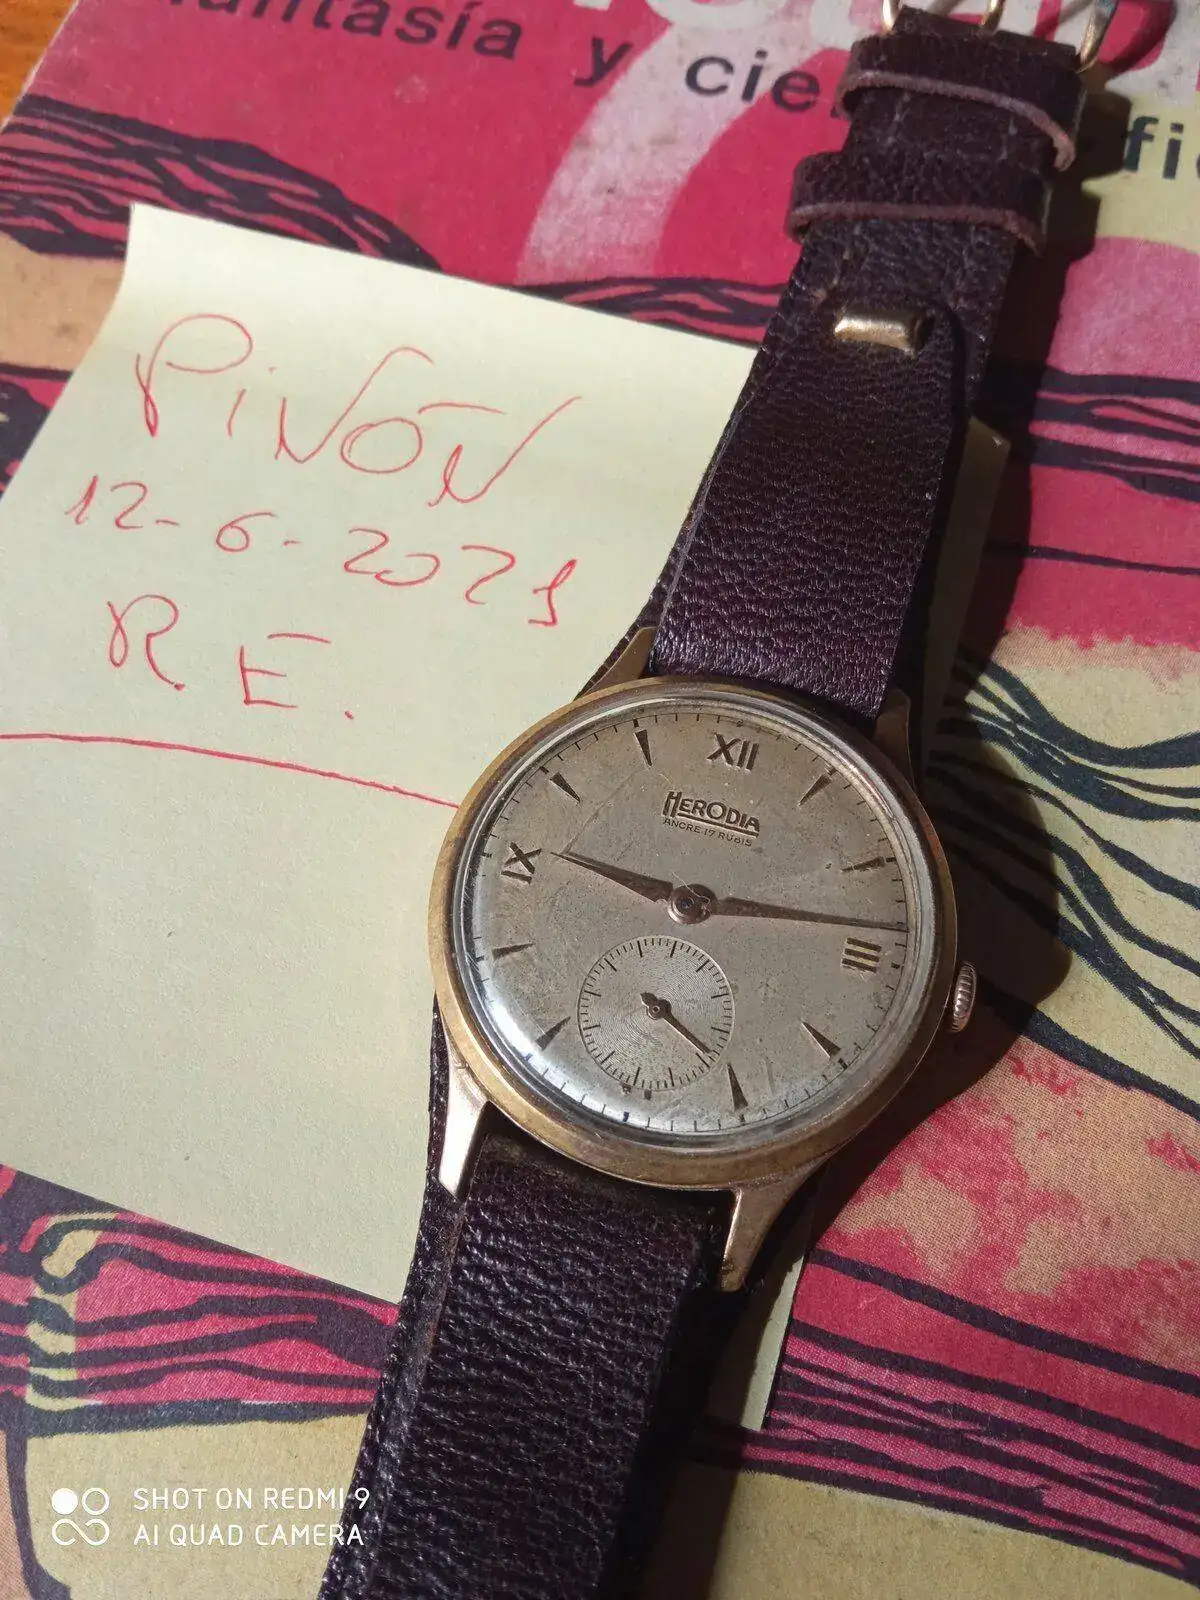 fantasía y cie
fic
PiÑÓN
12-6-2021
R.E.
XII
HERODIA
ANCRE 17 RUBIS
IX
III
SHOT ON REDMI 9
AI QUAD CAMERA